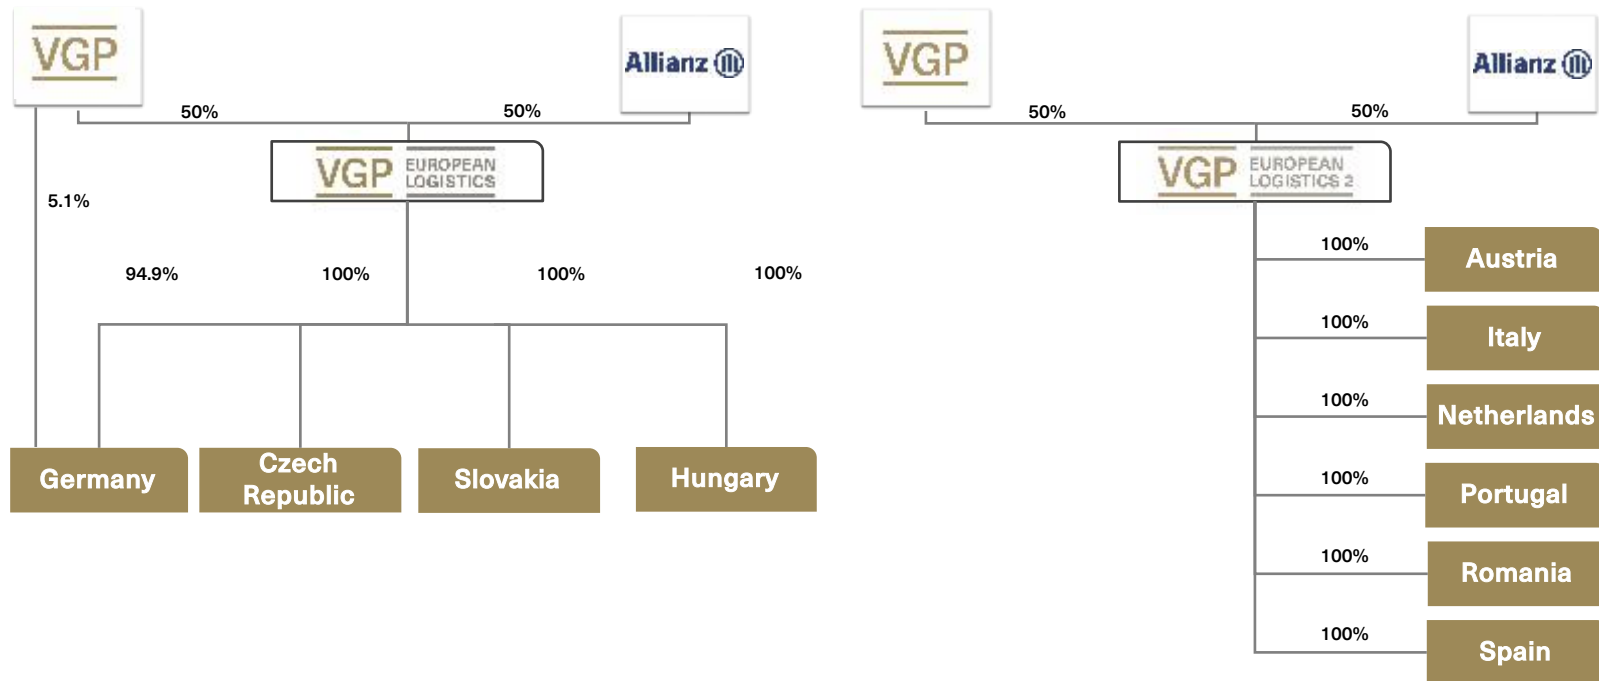 VGP
Allianz
50%
50%
VGP EUROPEAN
LOGISTICS
5.1%
94.9%
100%
100%
100%
Germany
Czech
Republic
Slovakia
Hungary
VGP
Allianz
50%
50%
VGP EUROPEAN
LOGISTICS 2
100%
Austria
100%
Italy
100%
Netherlands
100%
Portugal
100%
Romania
100%
Spain